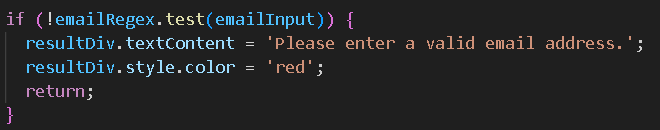 if (!emailRegex.test(emailInput)) {
  resultDiv.textContent = 'Please enter a valid email address.';
  resultDiv.style.color = 'red';
  return;
}